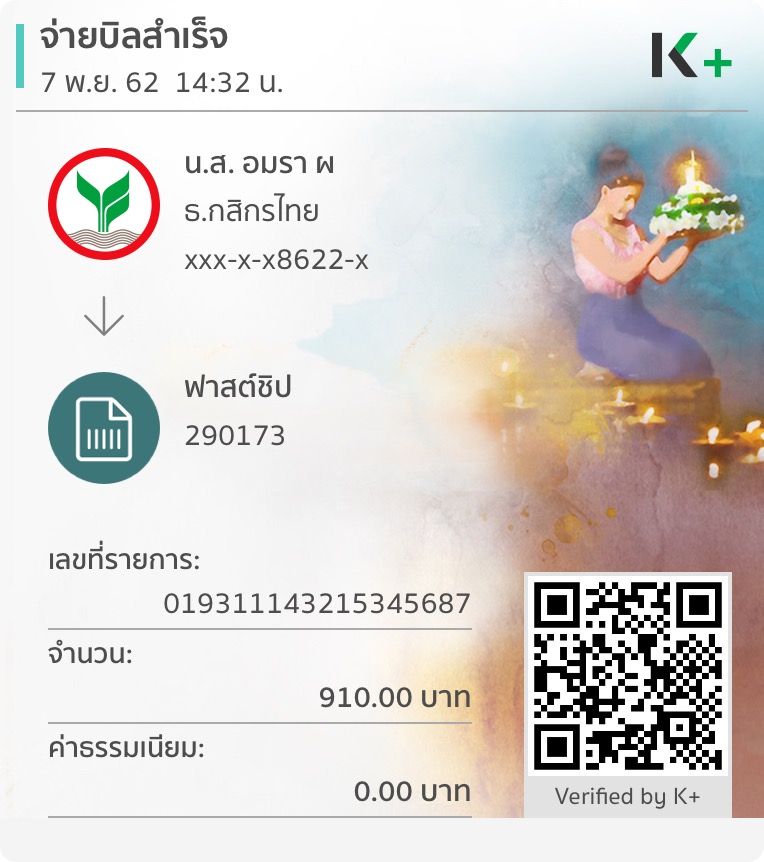 จ่ายบิลสำเร็จ
7 พ.ย. 62 14:32 น.
K+
น.ส. อมรา ผ
ธ.กสิกรไทย
xxx-x-x8622-x
ฟาสต์ชิป
290173
เลขที่รายการ:
019311143215345687
จำนวน:
910.00 บาท
ค่าธรรมเนียม:
0.00 บาท
Verified by K+